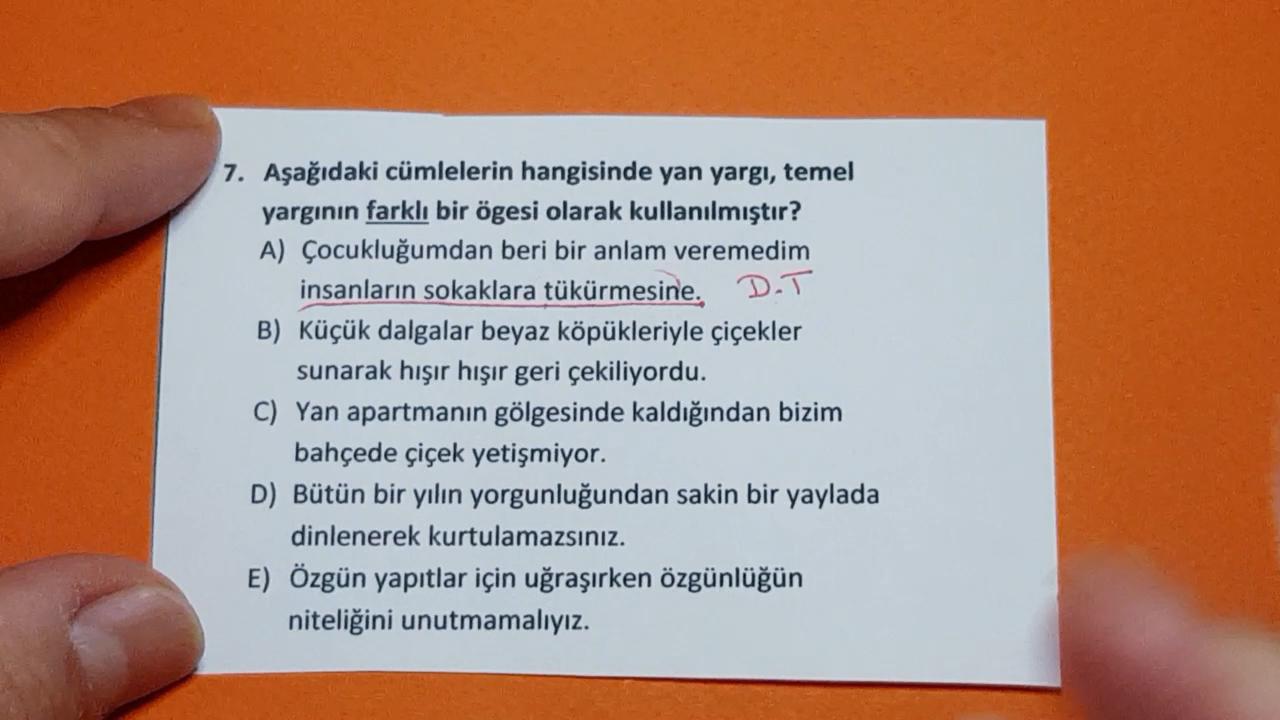 7. Aşağıdaki cümlelerin hangisinde yan yargı, temel
yargının farklı bir ögesi olarak kullanılmıştır?
A) Çocukluğumdan beri bir anlam veremedim
insanların sokaklara tükürmesine. D.T
B) Küçük dalgalar beyaz köpükleriyle çiçekler
sunarak hışır hışır geri çekiliyordu.
C) Yan apartmanın gölgesinde kaldığından bizim
bahçede çiçek yetişmiyor.
D) Bütün bir yılın yorgunluğundan sakin bir yaylada
dinlenerek kurtulamazsınız.
E) Özgün yapıtlar için uğraşırken özgünlüğün
niteliğini unutmamalıyız.